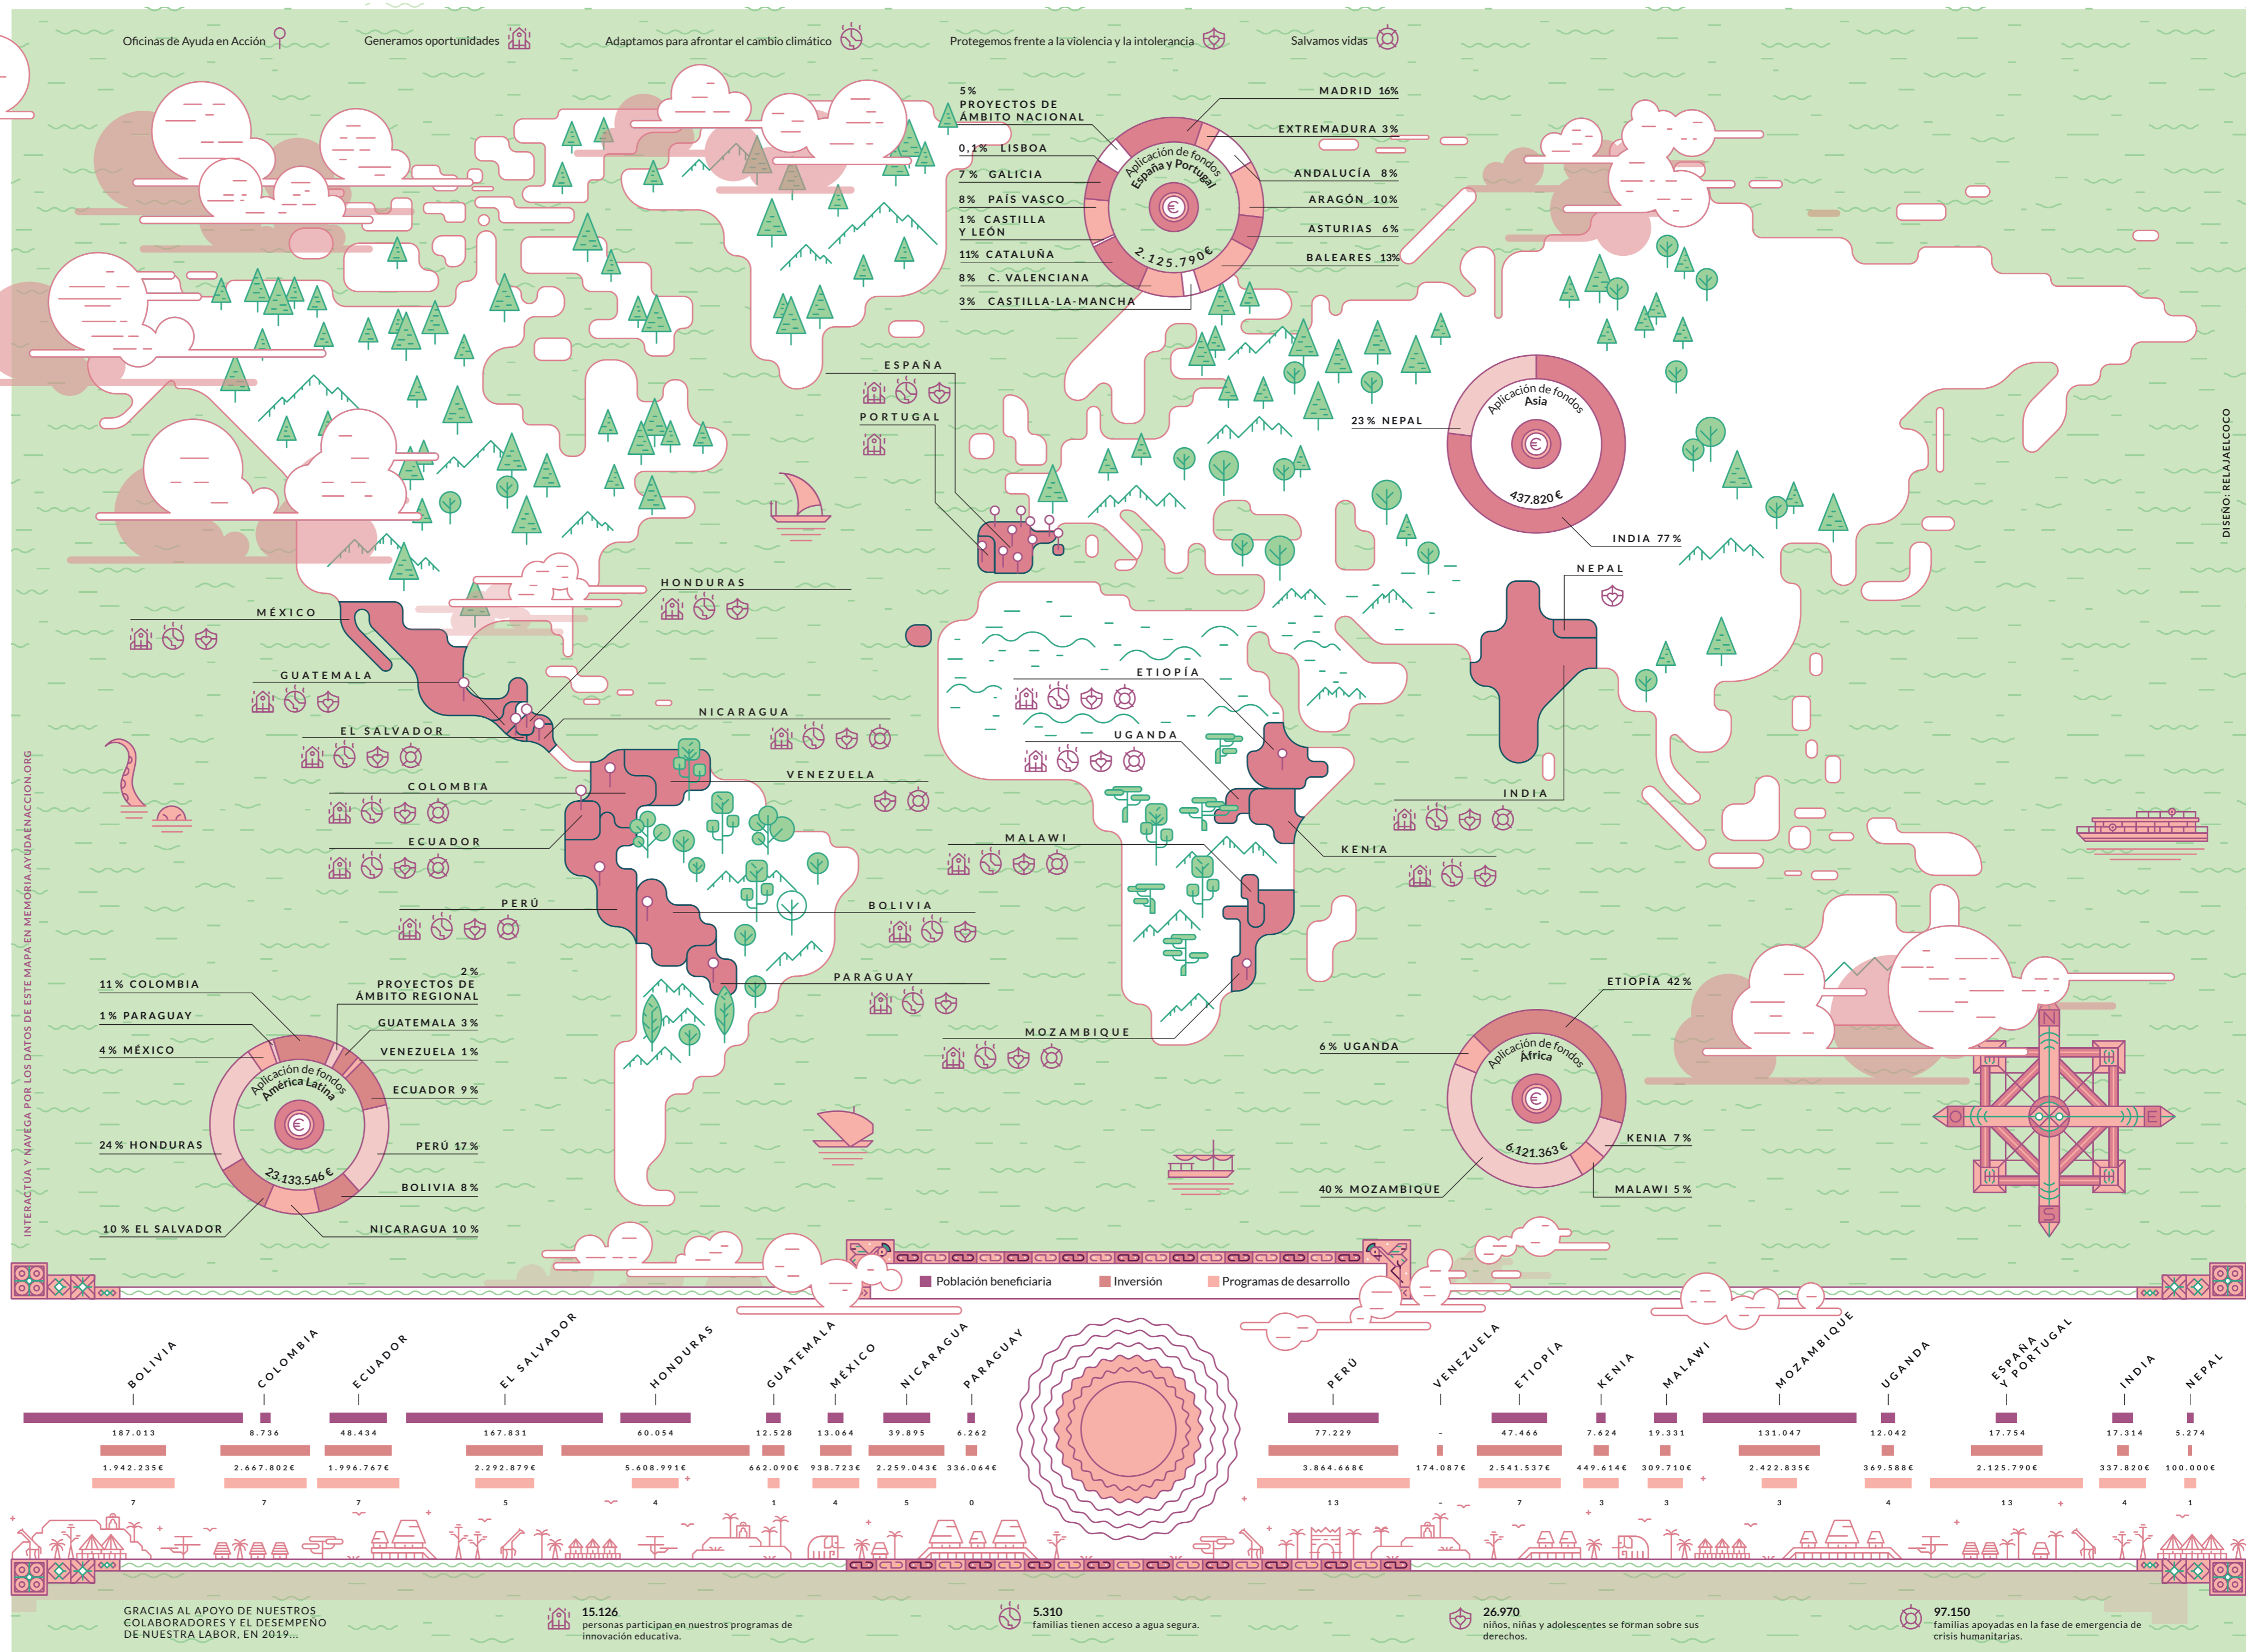 Oficinas de Ayuda en Acción
Generamos oportunidades
Adaptamos para afrontar el cambio climático
Protegemos frente a la violencia y la intolerancia
Salvamos vidas
5%
PROYECTOS DE
ÁMBITO NACIONAL
0,1% LISBOA
7% GALICIA
8% PAÍS VASCO
1% CASTILLA
Y LEÓN
11% CATALUÑA
8% C. VALENCIANA
3% CASTILLA-LA-MANCHA
MADRID 16%
EXTREMADURA 3%
ANDALUCÍA 8%
ARAGÓN 10%
ASTURIAS 6%
BALEARES 13%
Aplicación de fondos
España y Portugal
€
2.125.790€
ESPAÑA
PORTUGAL
Aplicación de fondos
Asia
€
437.820€
23% NEPAL
INDIA 77%
DISEÑO: RELAJAELCOCO
NEPAL
HONDURAS
MÉXICO
GUATEMALA
NICARAGUA
EL SALVADOR
VENEZUELA
COLOMBIA
ECUADOR
PERÚ
BOLIVIA
PARAGUAY
ETIOPÍA
UGANDA
INDIA
MALAWI
KENIA
MOZAMBIQUE
INTERACTÚA Y NAVEGA POR LOS DATOS DE ESTE MAPA EN MEMORIA.AYUDAENACCION.ORG
11% COLOMBIA
1% PARAGUAY
4% MÉXICO
24% HONDURAS
10% EL SALVADOR
2%
PROYECTOS DE
ÁMBITO REGIONAL
GUATEMALA 3%
VENEZUELA 1%
ECUADOR 9%
PERÚ 17%
BOLIVIA 8%
NICARAGUA 10%
Aplicación de fondos
América Latina
€
23.133.546€
ETIOPÍA 42%
6% UGANDA
KENIA 7%
40% MOZAMBIQUE
MALAWI 5%
Aplicación de fondos
África
€
6.121.363€
N
O
E
S
Población beneficiaria
Inversión
Programas de desarrollo
BOLIVIA
COLOMBIA
ECUADOR
EL SALVADOR
HONDURAS
GUATEMALA
MÉXICO
NICARAGUA
PARAGUAY
PERÚ
VENEZUELA
ETIOPÍA
KENIA
MALAWI
MOZAMBIQUE
UGANDA
ESPAÑA
Y PORTUGAL
INDIA
NEPAL
187.013 8.736 48.434 167.831 60.054 12.528 13.064 39.895 6.262 77.229 - 47.466 7.624 19.331 131.047 12.042 17.754 17.314 5.274
1.942.235€ 2.667.802€ 1.996.767€ 2.292.879€ 5.608.991€ 662.090€ 938.723€ 2.259.043€ 336.064€ 3.864.668€ 174.087€ 2.541.537€ 449.614€ 309.710€ 2.422.835€ 369.588€ 2.125.790€ 337.820€ 100.000€
7 7 7 5 4 1 4 5 0 13 - 7 3 3 3 4 13 4 1
GRACIAS AL APOYO DE NUESTROS
COLABORADORES Y EL DESEMPEÑO
DE NUESTRA LABOR, EN 2019...
15.126
personas participan en nuestros programas de
innovación educativa.
5.310
familias tienen acceso a agua segura.
26.970
niños, niñas y adolescentes se forman sobre sus
derechos.
97.150
familias apoyadas en la fase de emergencia de
crisis humanitarias.